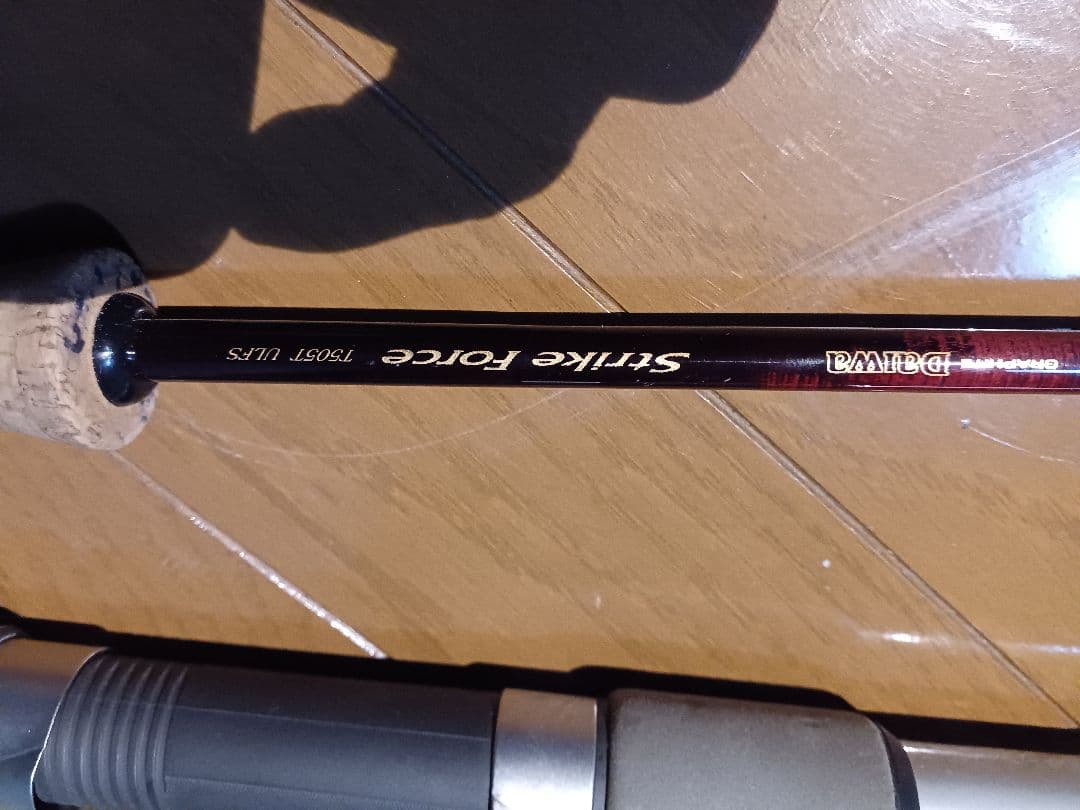 GRAPHITE Daiwa Strike Force T505T ULFS